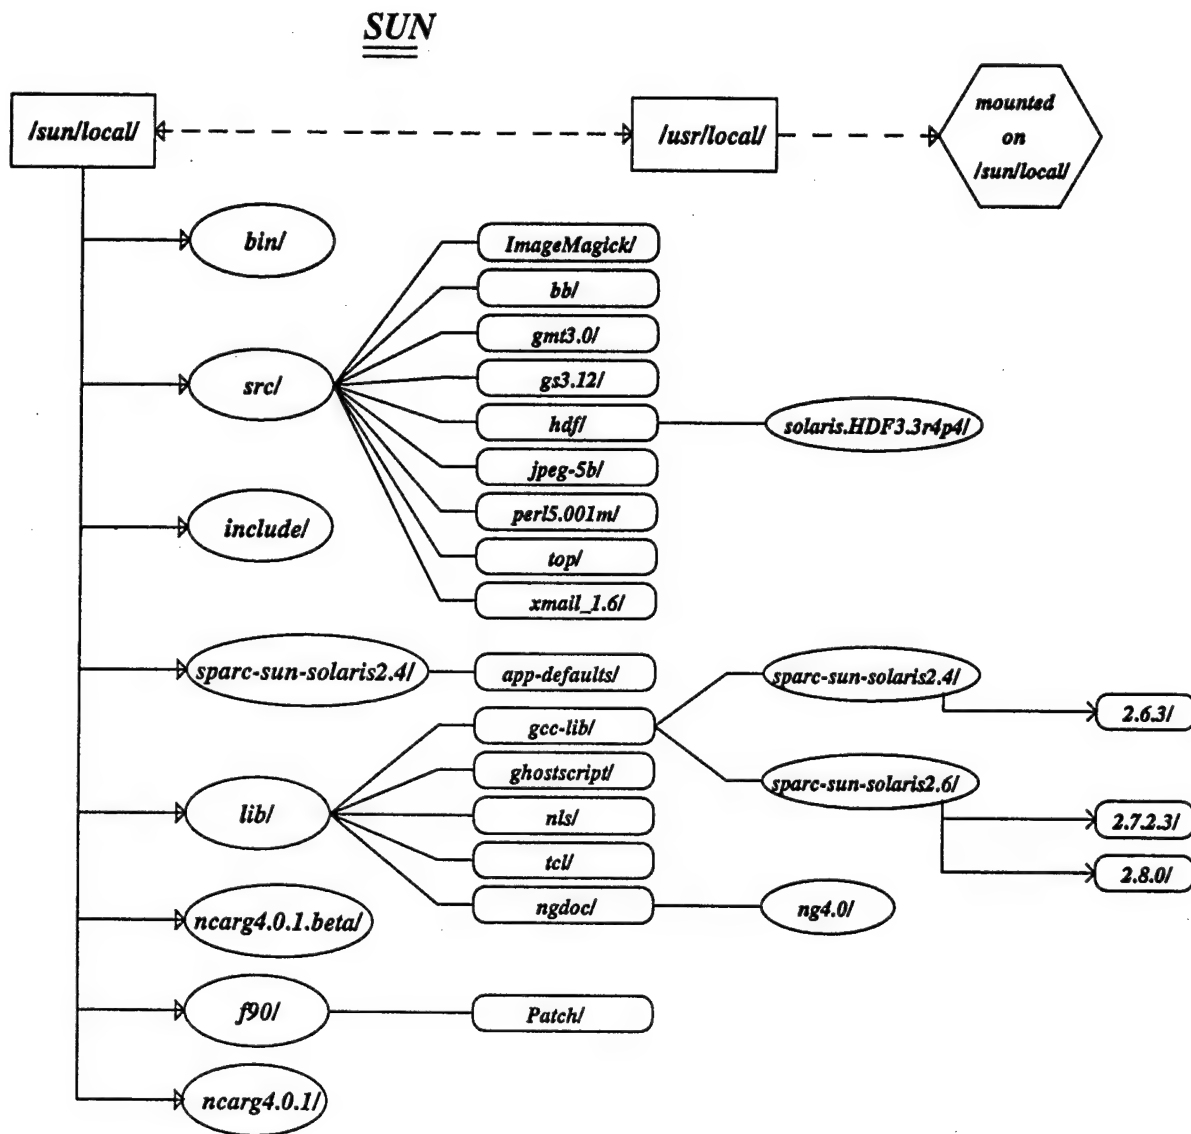 SUN
/sun/local/
/usr/local/
mounted
on
/sun/local/
bin/
ImageMagick/
bb/
gmt3.0/
src/
gs3.12/
hdf/
solaris.HDF3.3r4p4/
jpeg-5b/
perl5.001m/
include/
top/
xmail_1.6/
sparc-sun-solaris2.4/
app-defaults/
sparc-sun-solaris2.4/
2.6.3/
gcc-lib/
ghostscript/
sparc-sun-solaris2.6/
lib/
nls/
2.7.2.3/
tcl/
2.8.0/
ngdoc/
ng4.0/
ncarg4.0.1.beta/
f90/
Patch/
ncarg4.0.1/